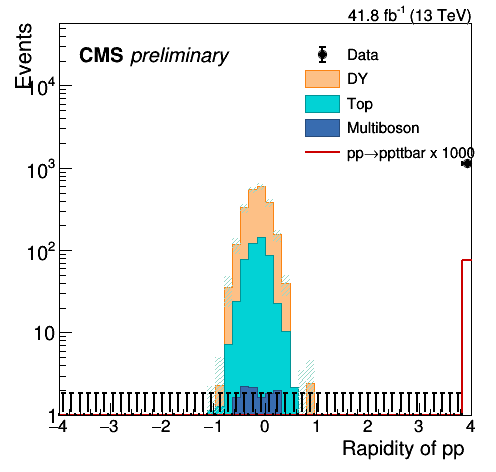 41.8 fb⁻¹ (13 TeV)
Events
CMS preliminary
Data
DY
Top
Multiboson
pp→ppttbar x 1000
10⁴
10³
10²
10
1
−4 −3 −2 −1 0 1 2 3 4
Rapidity of pp